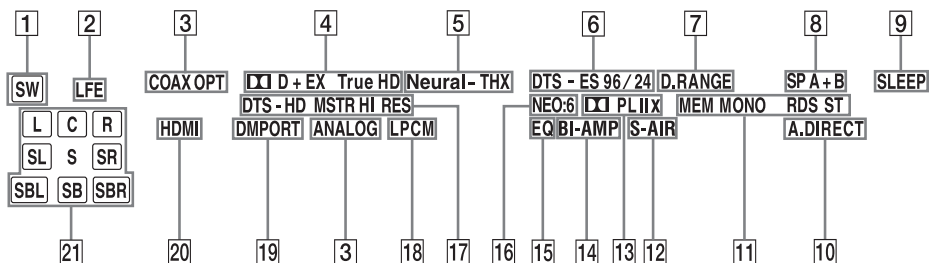 1 2 3 4 5 6 7 8 9
SW LFE COAX OPT D + EX True HD Neural - THX DTS - ES 96 / 24 D.RANGE SP A + B SLEEP
DTS - HD MSTR HI RES NEO:6 PL II X MEM MONO RDS ST
L C R HDMI DMPORT ANALOG LPCM EQ BI-AMP S-AIR A.DIRECT
SL S SR
SBL SB SBR
21 20 19 3 18 17 16 15 14 13 12 11 10